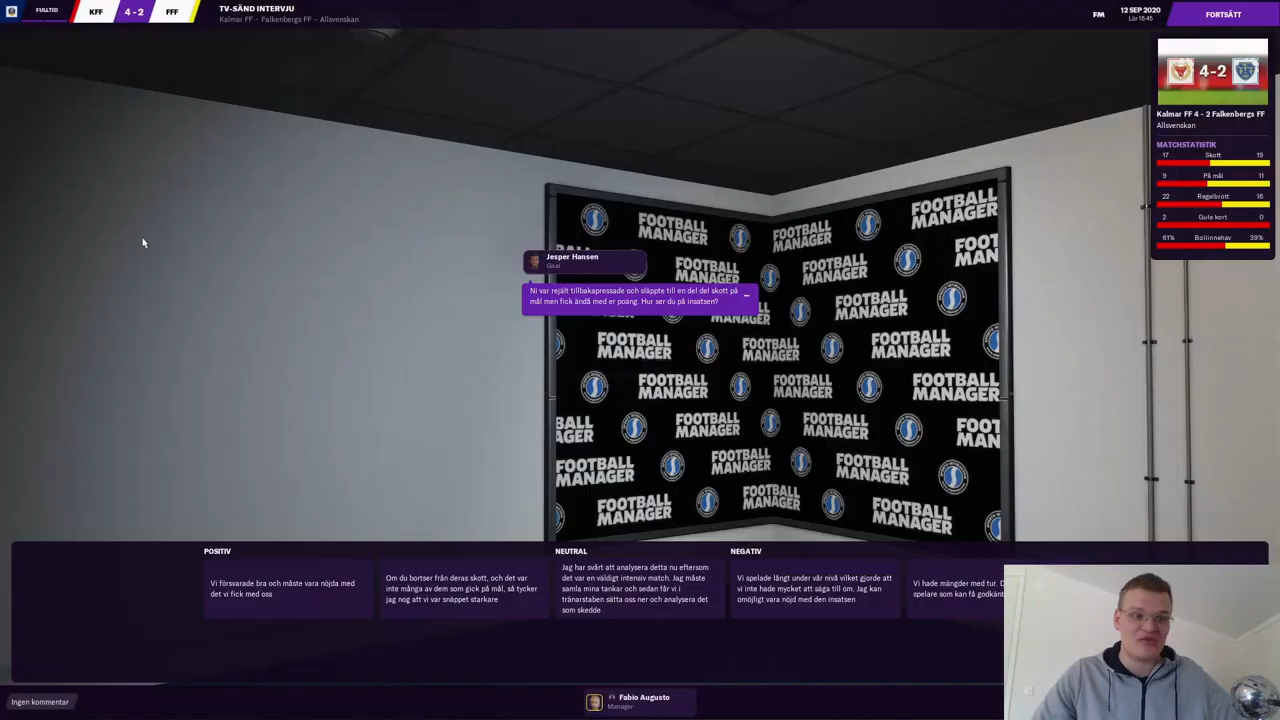 FULLTID
KFF
4 - 2
FFF
TV-SÄND INTERVJU
Kalmar FF - Falkenbergs FF - Allsvenskan
FM
12 SEP 2020
Lör 16:45
FORTSÄTT
4-2
Kalmar FF 4 - 2 Falkenbergs FF
Allsvenskan
MATCHSTATISTIK
17 Skott 19
9 På mål 11
22 Regelbrott 16
2 Gula kort 0
61% Bollinnehav 39%
Jesper Hansen
Goal
Ni var rejält tillbakapressade och släppte till en del del skott på
mål men fick ändå med er poäng. Hur ser du på insatsen?
FOOTBALL MANAGER
POSITIV
Vi försvarade bra och måste vara nöjda med
det vi fick med oss
Om du bortser från deras skott, och det var
inte många av dem som gick på mål, så tycker
jag nog att vi var snäppet starkare
NEUTRAL
Jag har svårt att analysera detta nu eftersom
det var en väldigt intensiv match. Jag måste
samla mina tankar och sedan får vi i
tränarstaben sätta oss ner och analysera det
som skedde
NEGATIV
Vi spelade långt under vår nivå vilket gjorde att
vi inte hade mycket att säga till om. Jag kan
omöjligt vara nöjd med den insatsen
Vi hade mängder med tur. D
spelare som kan få godkänt
Ingen kommentar
Fabio Augusto
Manager